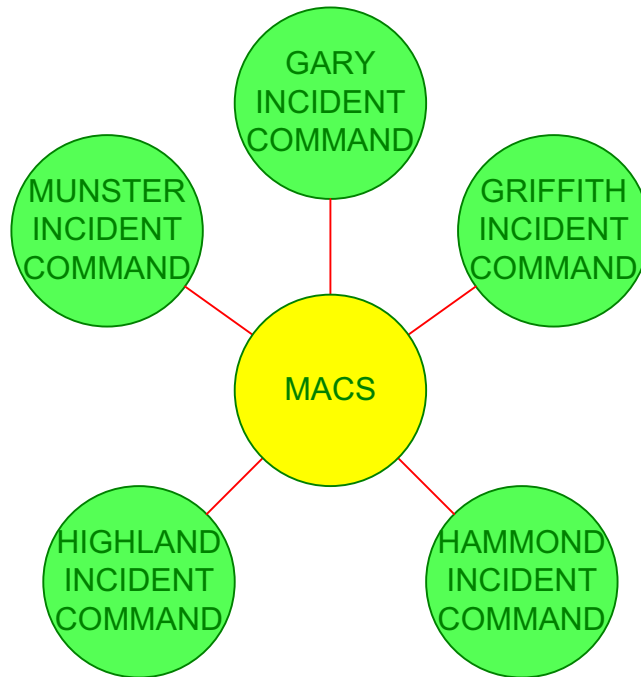 GARY
INCIDENT
COMMAND
MUNSTER
INCIDENT
COMMAND
GRIFFITH
INCIDENT
COMMAND
MACS
HIGHLAND
INCIDENT
COMMAND
HAMMOND
INCIDENT
COMMAND